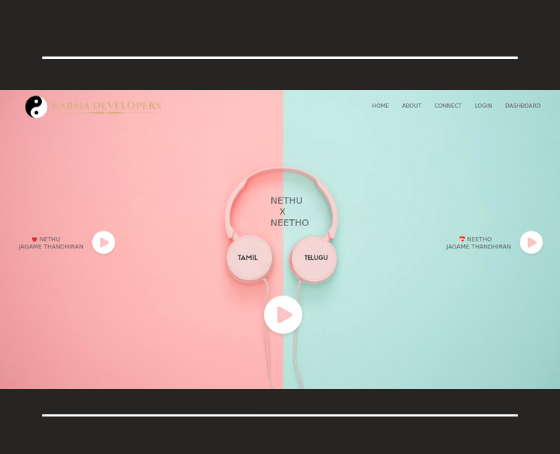 KARMA DEVELOPERS
HOME ABOUT CONNECT LOGIN DASHBOARD
NETHU
X
NEETHO
NETHU
JAGAME THANDHIRAN
TAMIL
TELUGU
NEETHO
JAGAME THANDHIRAN